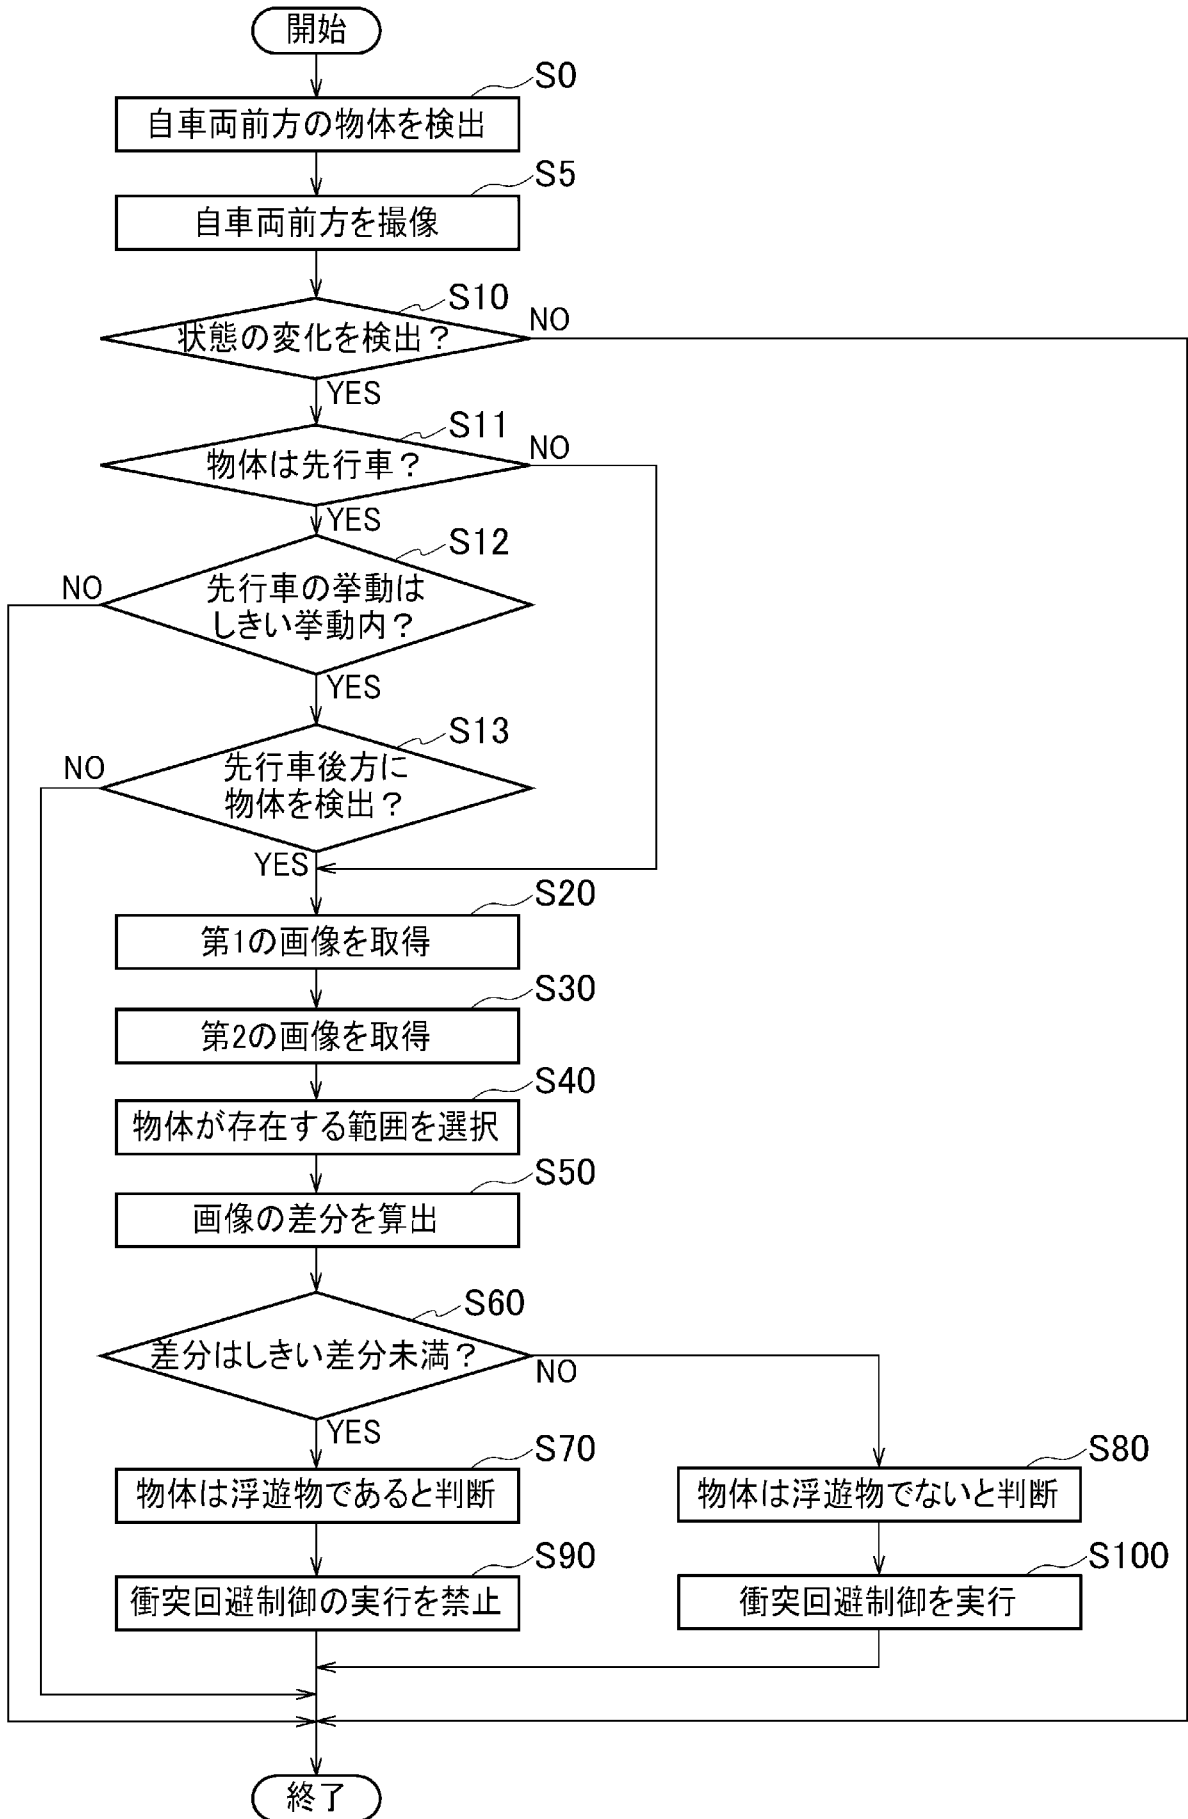 開始
S0
自車両前方の物体を検出
S5
自車両前方を撮像
S10
状態の変化を検出？
NO
YES
S11
物体は先行車？
NO
YES
S12
先行車の挙動は
しきい挙動内？
NO
YES
S13
先行車後方に
物体を検出？
NO
YES
S20
第1の画像を取得
S30
第2の画像を取得
S40
物体が存在する範囲を選択
S50
画像の差分を算出
S60
差分はしきい差分未満？
NO
YES
S70
物体は浮遊物であると判断
S80
物体は浮遊物でないと判断
S90
衝突回避制御の実行を禁止
S100
衝突回避制御を実行
終了